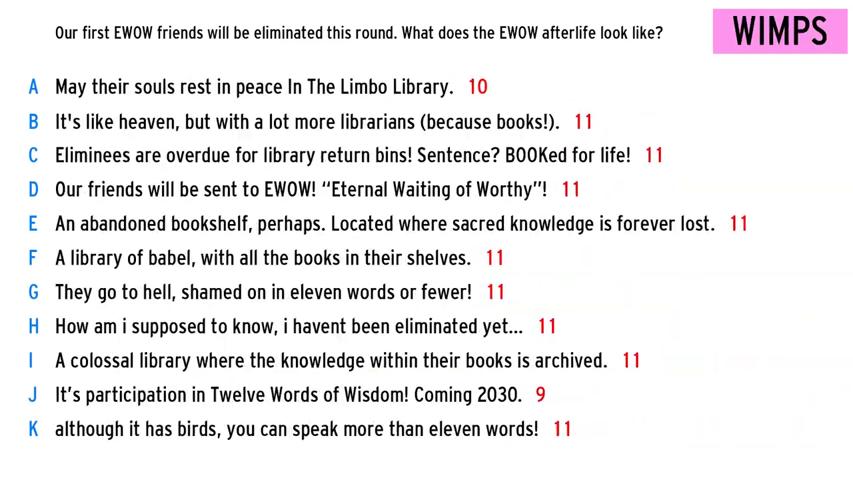 Our first EWOW friends will be eliminated this round. What does the EWOW afterlife look like?
WIMPS
A May their souls rest in peace In The Limbo Library. 10
B It's like heaven, but with a lot more librarians (because books!). 11
C Eliminees are overdue for library return bins! Sentence? BOOKed for life! 11
D Our friends will be sent to EWOW! “Eternal Waiting of Worthy”! 11
E An abandoned bookshelf, perhaps. Located where sacred knowledge is forever lost. 11
F A library of babel, with all the books in their shelves. 11
G They go to hell, shamed on in eleven words or fewer! 11
H How am i supposed to know, i havent been eliminated yet... 11
I A colossal library where the knowledge within their books is archived. 11
J It’s participation in Twelve Words of Wisdom! Coming 2030. 9
K although it has birds, you can speak more than eleven words! 11